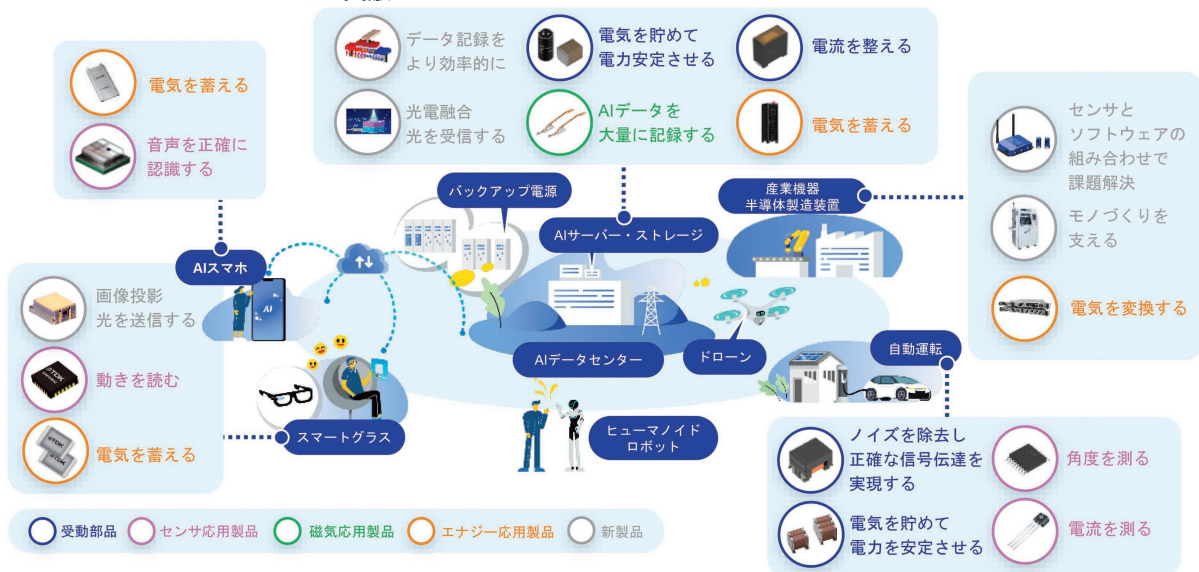 電気を蓄える
音声を正確に
認識する
データ記録を
より効率的に
電気を貯めて
電力安定させる
電流を整える
光電融合
光を受信する
AIデータを
大量に記録する
電気を蓄える
センサと
ソフトウェアの
組み合わせで
課題解決
モノづくりを
支える
電気を変換する
バックアップ電源
AIサーバー・ストレージ
産業機器
半導体製造装置
AIスマホ
AI
画像投影
光を送信する
動きを読む
電気を蓄える
スマートグラス
AIデータセンター
ドローン
自動運転
ヒューマノイド
ロボット
ノイズを除去し
正確な信号伝達を
実現する
角度を測る
電気を貯めて
電力を安定させる
電流を測る
受動部品
センサ応用製品
磁気応用製品
エナジー応用製品
新製品
TDK
TDK
TDK